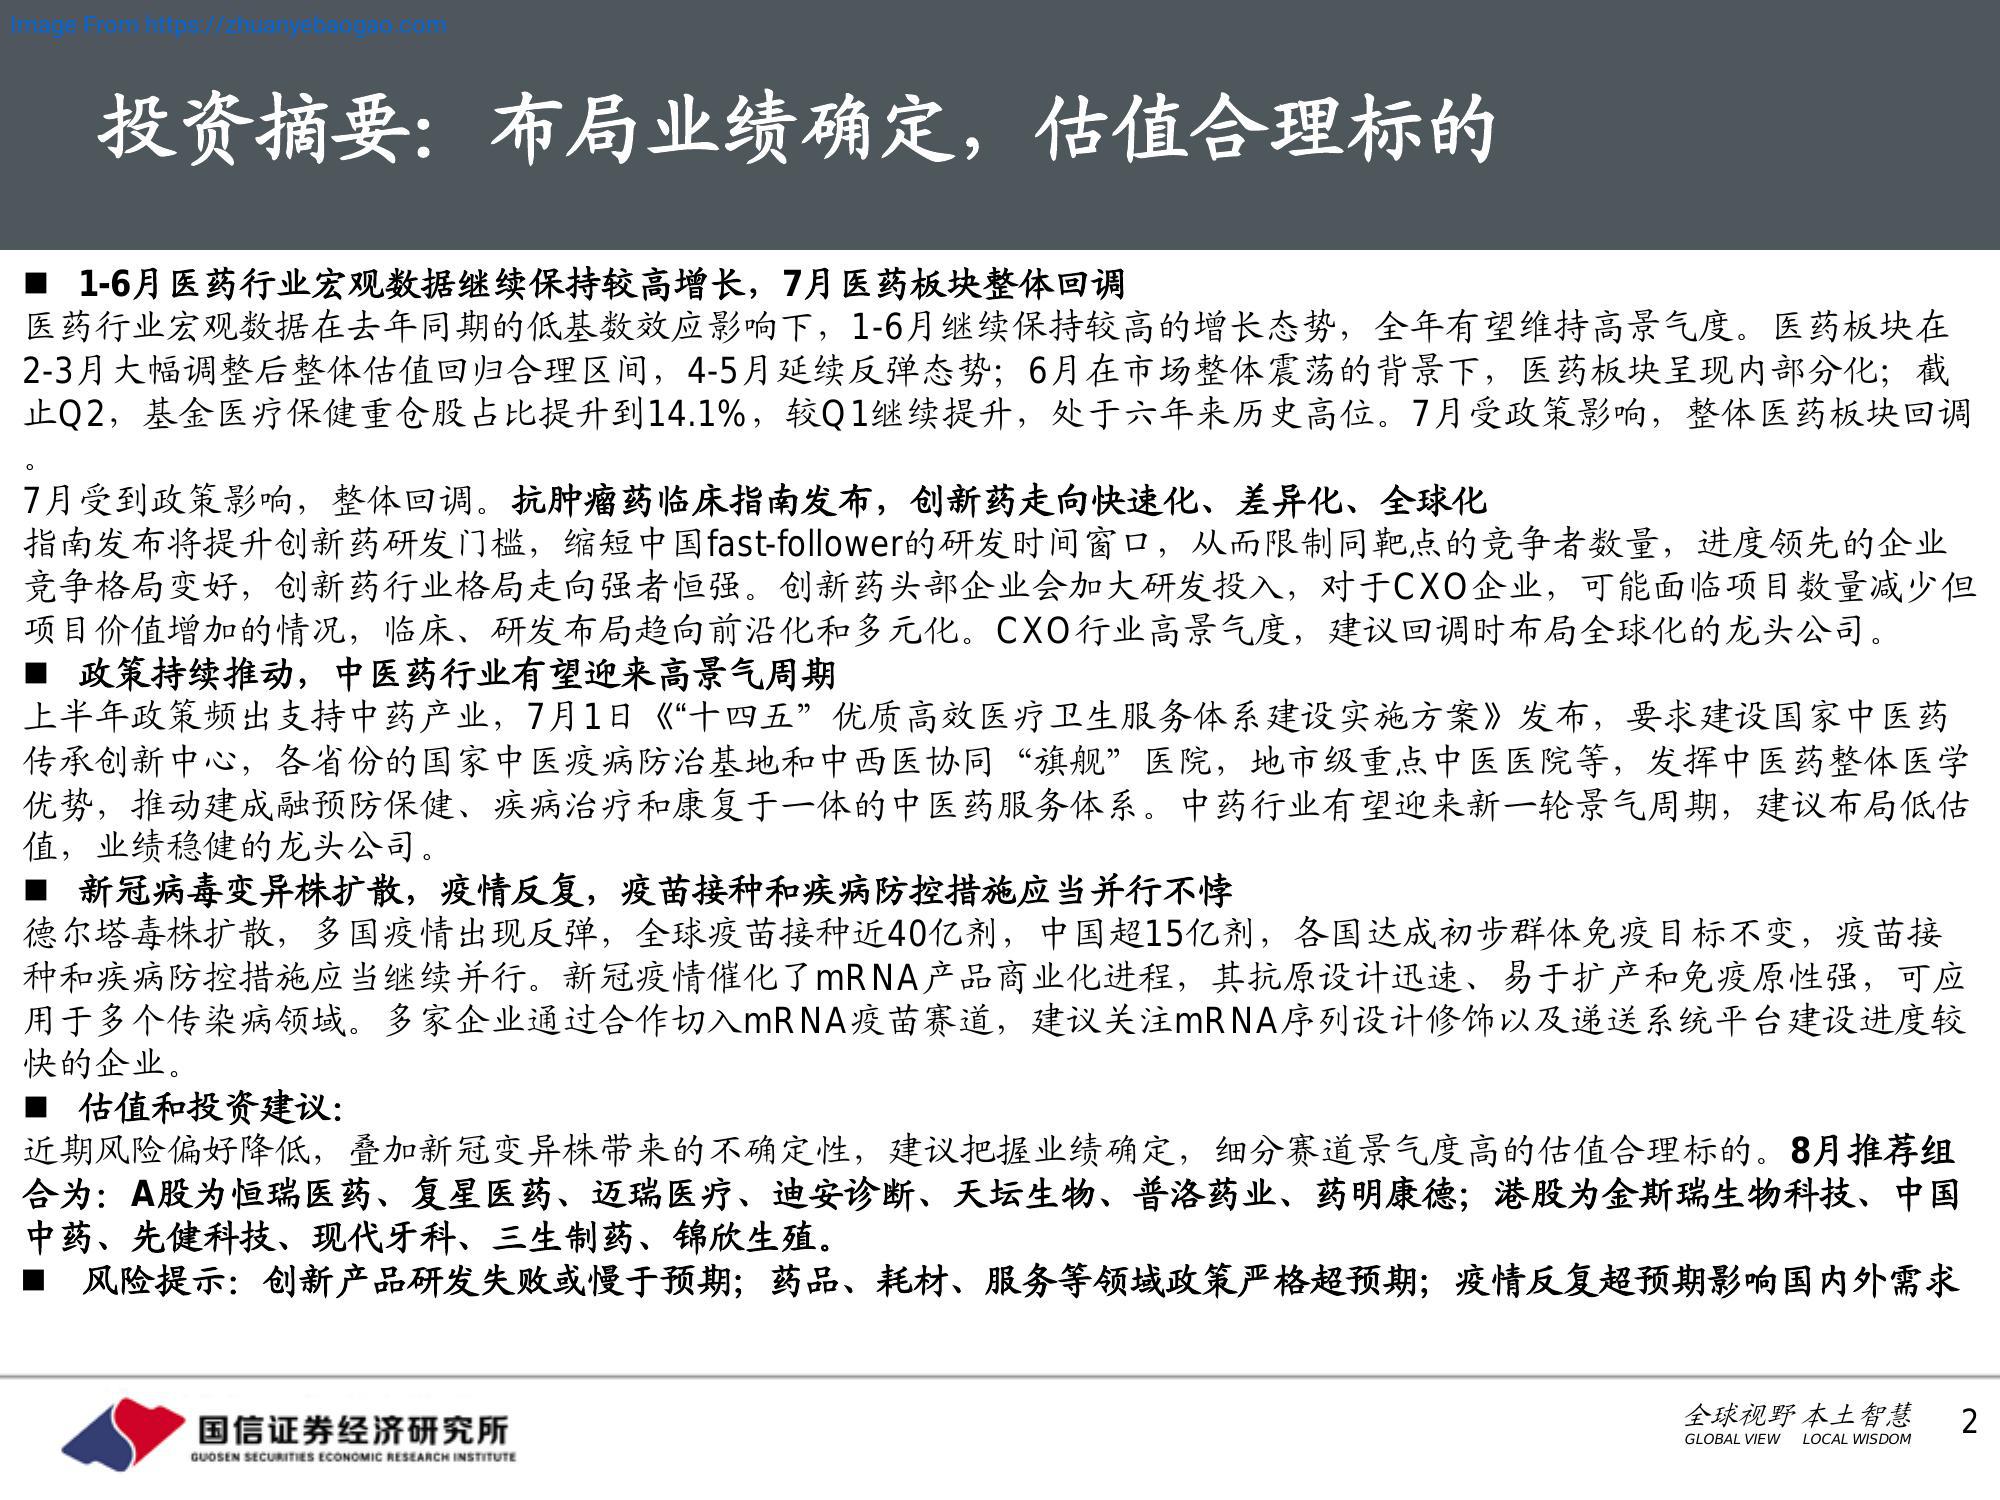 Image From https://zhuanyebaogao.com
投资摘要：布局业绩确定，估值合理标的
■ 1-6月医药行业宏观数据继续保持较高增长，7月医药板块整体回调
医药行业宏观数据在去年同期的低基数效应影响下，1-6月继续保持较高的增长态势，全年有望维持高景气度。医药板块在
2-3月大幅调整后整体估值回归合理区间，4-5月延续反弹态势；6月在市场整体震荡的背景下，医药板块呈现内部分化；截
止Q2，基金医疗保健重仓股占比提升到14.1%，较Q1继续提升，处于六年来历史高位。7月受政策影响，整体医药板块回调
。
7月受到政策影响，整体回调。抗肿瘤药临床指南发布，创新药走向快速化、差异化、全球化
指南发布将提升创新药研发门槛，缩短中国fast-follower的研发时间窗口，从而限制同靶点的竞争者数量，进度领先的企业
竞争格局变好，创新药行业格局走向强者恒强。创新药头部企业会加大研发投入，对于CXO企业，可能面临项目数量减少但
项目价值增加的情况，临床、研发布局趋向前沿化和多元化。CXO行业高景气度，建议回调时布局全球化的龙头公司。
■ 政策持续推动，中医药行业有望迎来高景气周期
上半年政策频出支持中药产业，7月1日《“十四五”优质高效医疗卫生服务体系建设实施方案》发布，要求建设国家中医药
传承创新中心，各省份的国家中医疫病防治基地和中西医协同“旗舰”医院，地市级重点中医医院等，发挥中医药整体医学
优势，推动建成融预防保健、疾病治疗和康复于一体的中医药服务体系。中药行业有望迎来新一轮景气周期，建议布局低估
值，业绩稳健的龙头公司。
■ 新冠病毒变异株扩散，疫情反复，疫苗接种和疾病防控措施应当并行不悖
德尔塔毒株扩散，多国疫情出现反弹，全球疫苗接种近40亿剂，中国超15亿剂，各国达成初步群体免疫目标不变，疫苗接
种和疾病防控措施应当继续并行。新冠疫情催化了mRNA产品商业化进程，其抗原设计迅速、易于扩产和免疫原性强，可应
用于多个传染病领域。多家企业通过合作切入mRNA疫苗赛道，建议关注mRNA序列设计修饰以及递送系统平台建设进度较
快的企业。
■ 估值和投资建议：
近期风险偏好降低，叠加新冠变异株带来的不确定性，建议把握业绩确定，细分赛道景气度高的估值合理标的。8月推荐组
合为：A股为恒瑞医药、复星医药、迈瑞医疗、迪安诊断、天坛生物、普洛药业、药明康德；港股为金斯瑞生物科技、中国
中药、先健科技、现代牙科、三生制药、锦欣生殖。
■ 风险提示：创新产品研发失败或慢于预期；药品、耗材、服务等领域政策严格超预期；疫情反复超预期影响国内外需求
国信证券经济研究所
GUOSEN SECURITIES ECONOMIC RESEARCH INSTITUTE
全球视野 本土智慧
GLOBAL VIEW LOCAL WISDOM
2